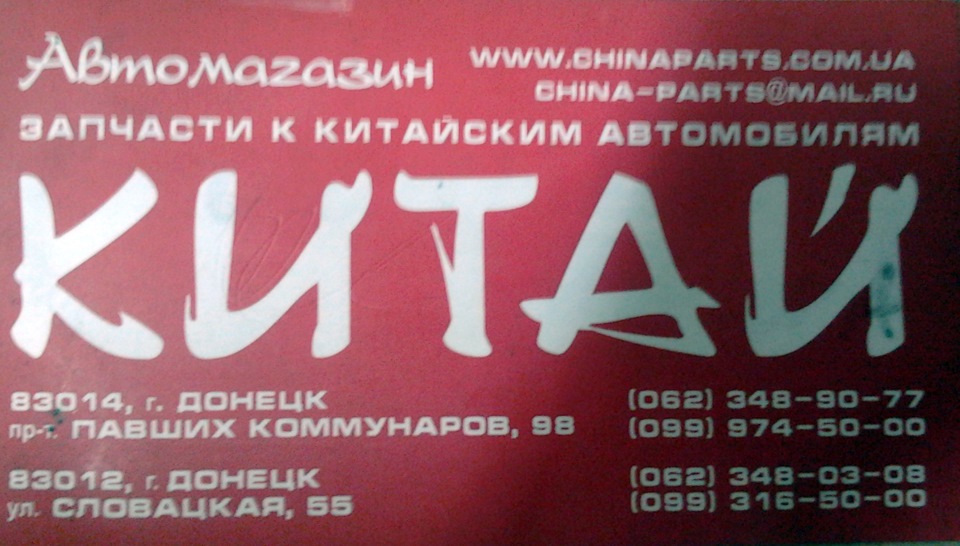 Автомагазин
WWW.CHINAPARTS.COM.UA
CHINA-PARTS@MAIL.RU
ЗАПЧАСТИ К КИТАЙСКИМ АВТОМОБИЛЯМ
КИТАЙ
83014, г. ДОНЕЦК
пр-т. ПАВШИХ КОММУНАРОВ, 98
(062) 348-90-77
(099) 974-50-00
83012, г. ДОНЕЦК
ул. СЛОВАЦКАЯ, 55
(062) 348-03-08
(099) 316-50-00